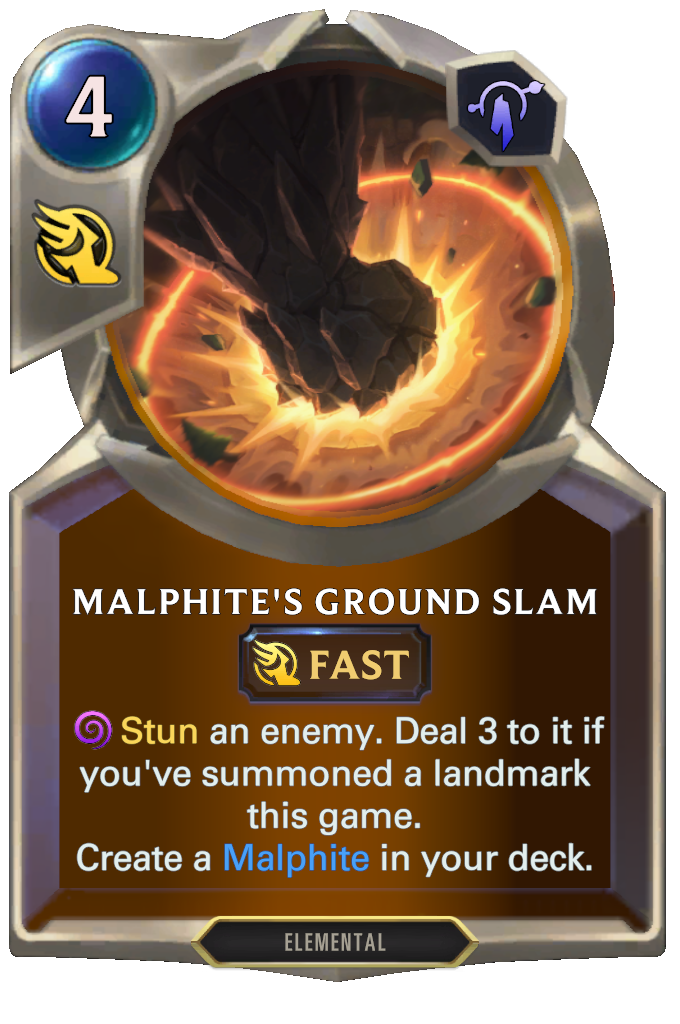 4
MALPHITE'S GROUND SLAM
FAST
Stun an enemy. Deal 3 to it if
you've summoned a landmark
this game.
Create a Malphite in your deck.
ELEMENTAL